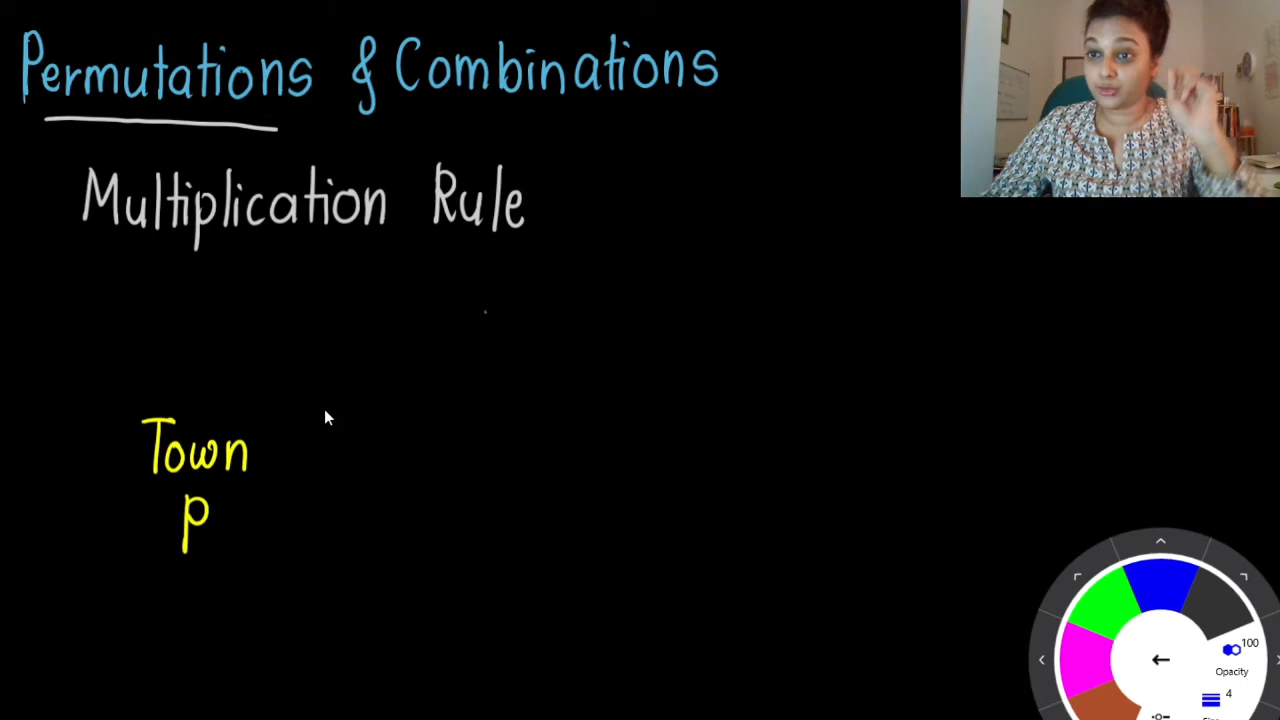 Permutations & Combinations
Multiplication Rule
Town
P
100
Opacity
4